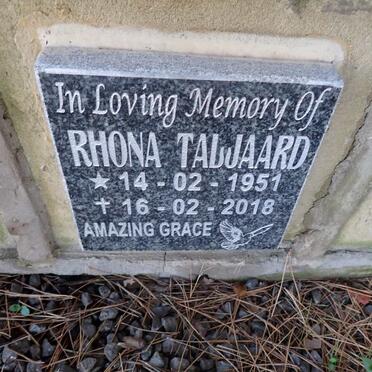 In Loving Memory Of
RHONA TALJAARD
★ 14 - 02 - 1951
✝ 16 - 02 - 2018
AMAZING GRACE